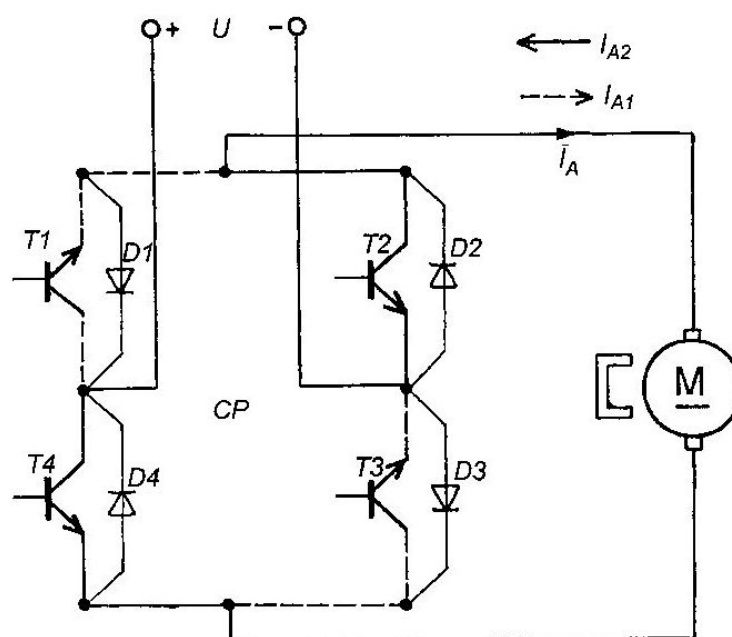 + U -
I_A2
I_A1
I_A
T1 D1 T2 D2
M
CP
T4 D4 T3 D3